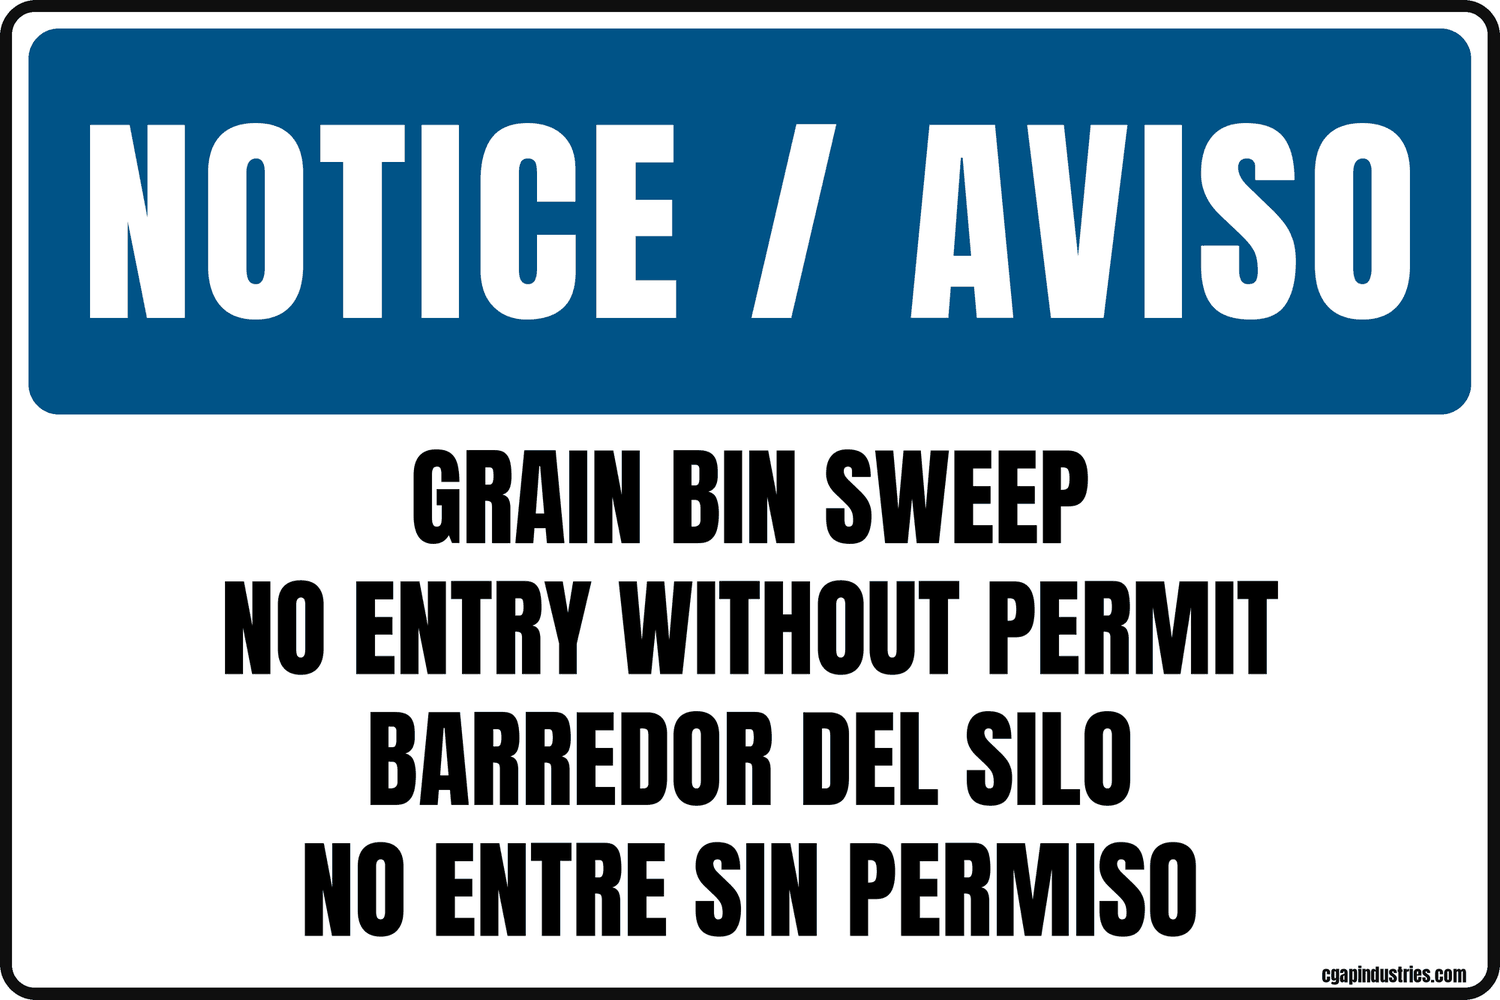 NOTICE / AVISO
GRAIN BIN SWEEP
NO ENTRY WITHOUT PERMIT
BARREDOR DEL SILO
NO ENTRE SIN PERMISO
cgapindustries.com